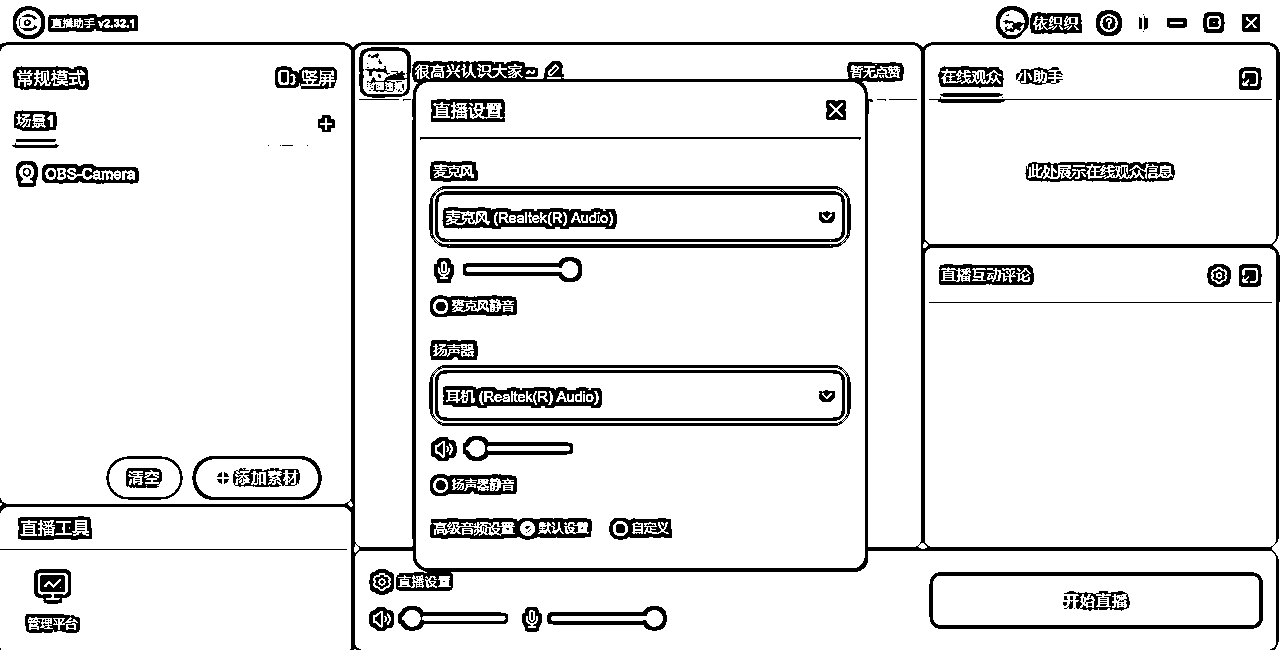 直播助手 v2.32.1
依织织
常规模式
竖屏
场景1
OBS-Camera
清空
+ 添加素材
直播工具
管理平台
很高兴认识大家~
暂无点赞
直播设置
麦克风
麦克风 (Realtek(R) Audio)
麦克风静音
扬声器
耳机 (Realtek(R) Audio)
扬声器静音
高级音频设置 默认设置 自定义
直播设置
在线观众 小助手
此处展示在线观众信息
直播互动评论
开始直播